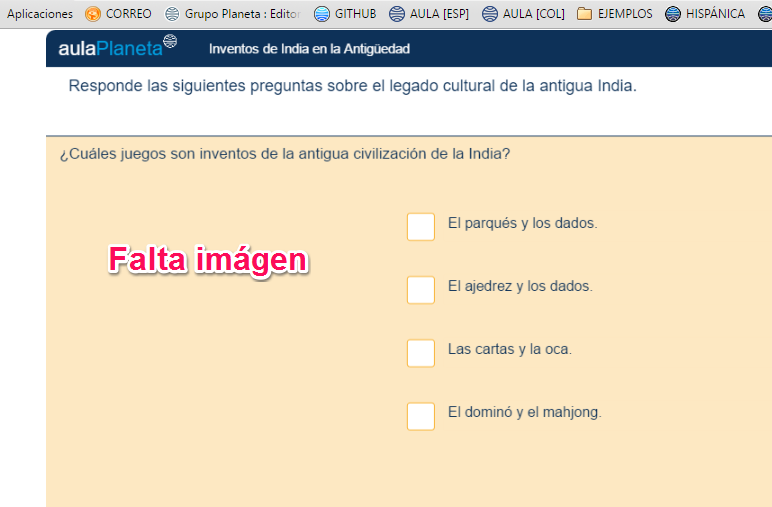 Aplicaciones CORREO Grupo Planeta : Editor GITHUB AULA [ESP] AULA [COL] EJEMPLOS HISPÁNICA
aulaPlaneta Inventos de India en la Antigüedad
Responde las siguientes preguntas sobre el legado cultural de la antigua India.
¿Cuáles juegos son inventos de la antigua civilización de la India?
El parqués y los dados.
Falta imágen
El ajedrez y los dados.
Las cartas y la oca.
El dominó y el mahjong.